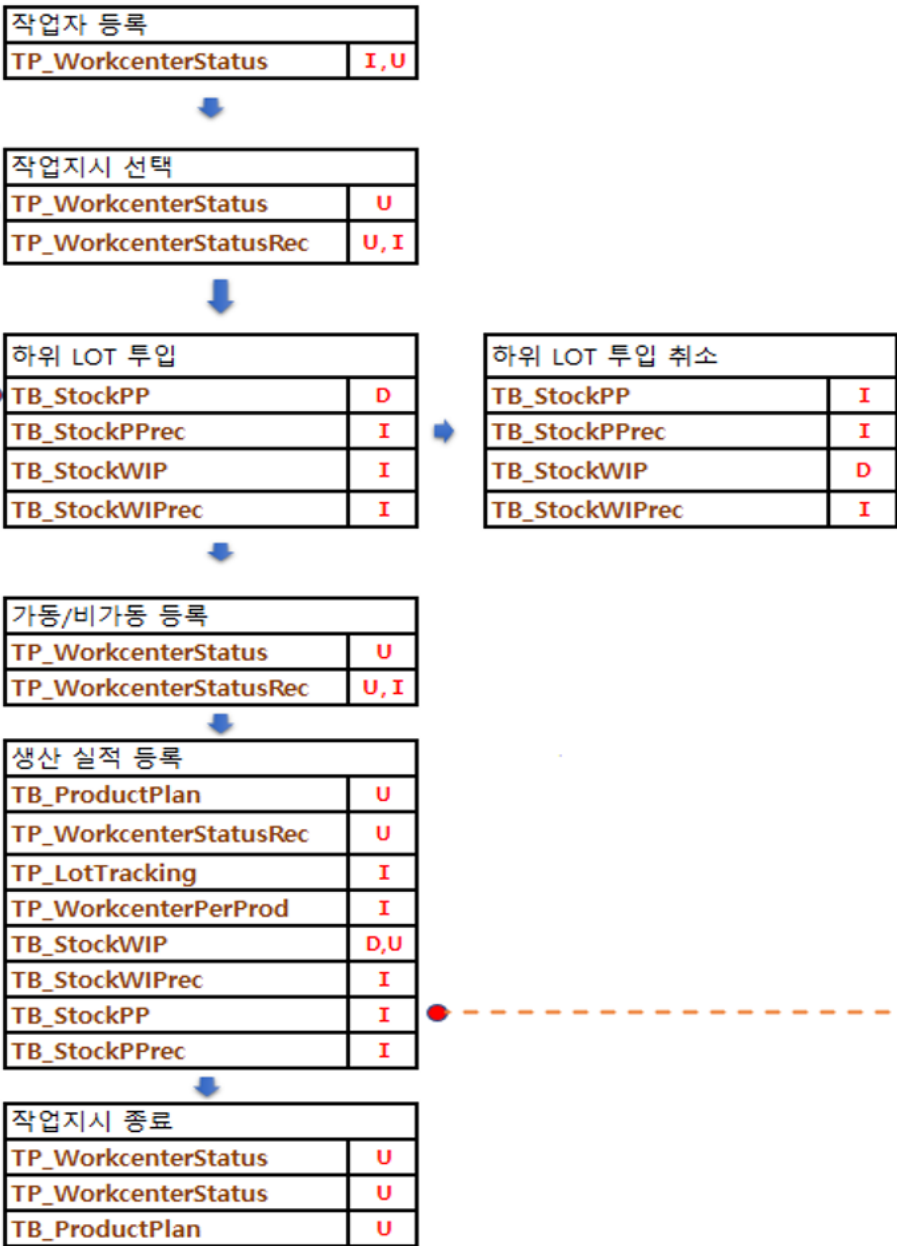 작업자 등록
TP_WorkcenterStatus I,U
작업지시 선택
TP_WorkcenterStatus U
TP_WorkcenterStatusRec U,I
하위 LOT 투입
TB_StockPP D
TB_StockPPrec I
TB_StockWIP I
TB_StockWIPrec I
하위 LOT 투입 취소
TB_StockPP I
TB_StockPPrec I
TB_StockWIP D
TB_StockWIPrec I
가동/비가동 등록
TP_WorkcenterStatus U
TP_WorkcenterStatusRec U,I
생산 실적 등록
TB_ProductPlan U
TP_WorkcenterStatusRec U
TP_LotTracking I
TP_WorkcenterPerProd I
TB_StockWIP D,U
TB_StockWIPrec I
TB_StockPP I
TB_StockPPrec I
작업지시 종료
TP_WorkcenterStatus U
TP_WorkcenterStatus U
TB_ProductPlan U